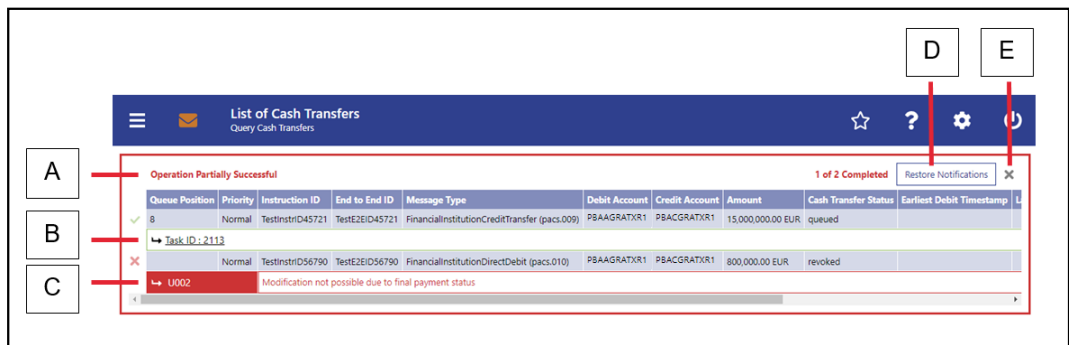 D E
List of Cash Transfers
Query Cash Transfers
?
A
Operation Partially Successful 1 of 2 Completed Restore Notifications
Queue Position Priority Instruction ID End to End ID Message Type Debit Account Credit Account Amount Cash Transfer Status Earliest Debit Timestamp
8 Normal TestInstrID45721 TestE2EID45721 FinancialInstitutionCreditTransfer (pacs.009) PBAAGRATXR1 PBACGRATXR1 15,000,000.00 EUR queued
B
Task ID : 2113
Normal TestInstrID56790 TestE2EID56790 FinancialInstitutionDirectDebit (pacs.010) PBAAGRATXR1 PBACGRATXR1 800,000.00 EUR revoked
C
U002 Modification not possible due to final payment status